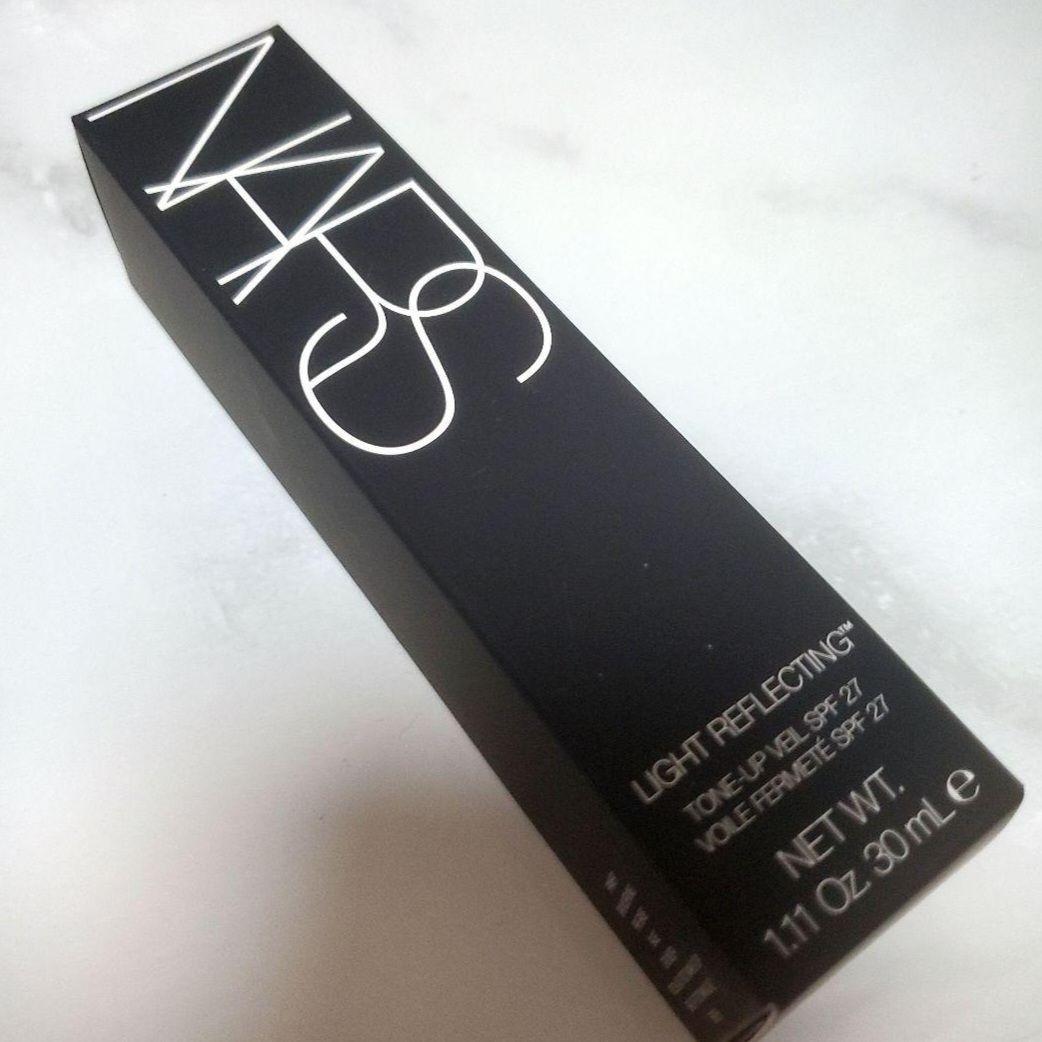 NARS
LIGHT REFLECTING™
TONE-UP VEIL SPF 27
VOILE FERMETÉ SPF 27
NET WT.
1.11 Oz. 30 mL ℮